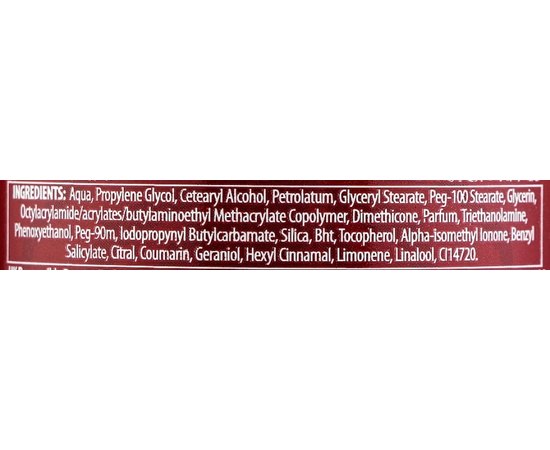 INGREDIENTS: Aqua, Propylene Glycol, Cetearyl Alcohol, Petrolatum, Glyceryl Stearate, Peg-100 Stearate, Glycerin,
Octylacrylamide/acrylates/butylaminoethyl Methacrylate Copolymer, Dimethicone, Parfum, Triethanolamine,
Phenoxyethanol, Peg-90m, Iodopropynyl Butylcarbamate, Silica, Bht, Tocopherol, Alpha-isomethyl Ionone, Benzyl
Salicylate, Citral, Coumarin, Geraniol, Hexyl Cinnamal, Limonene, Linalool, CI14720.